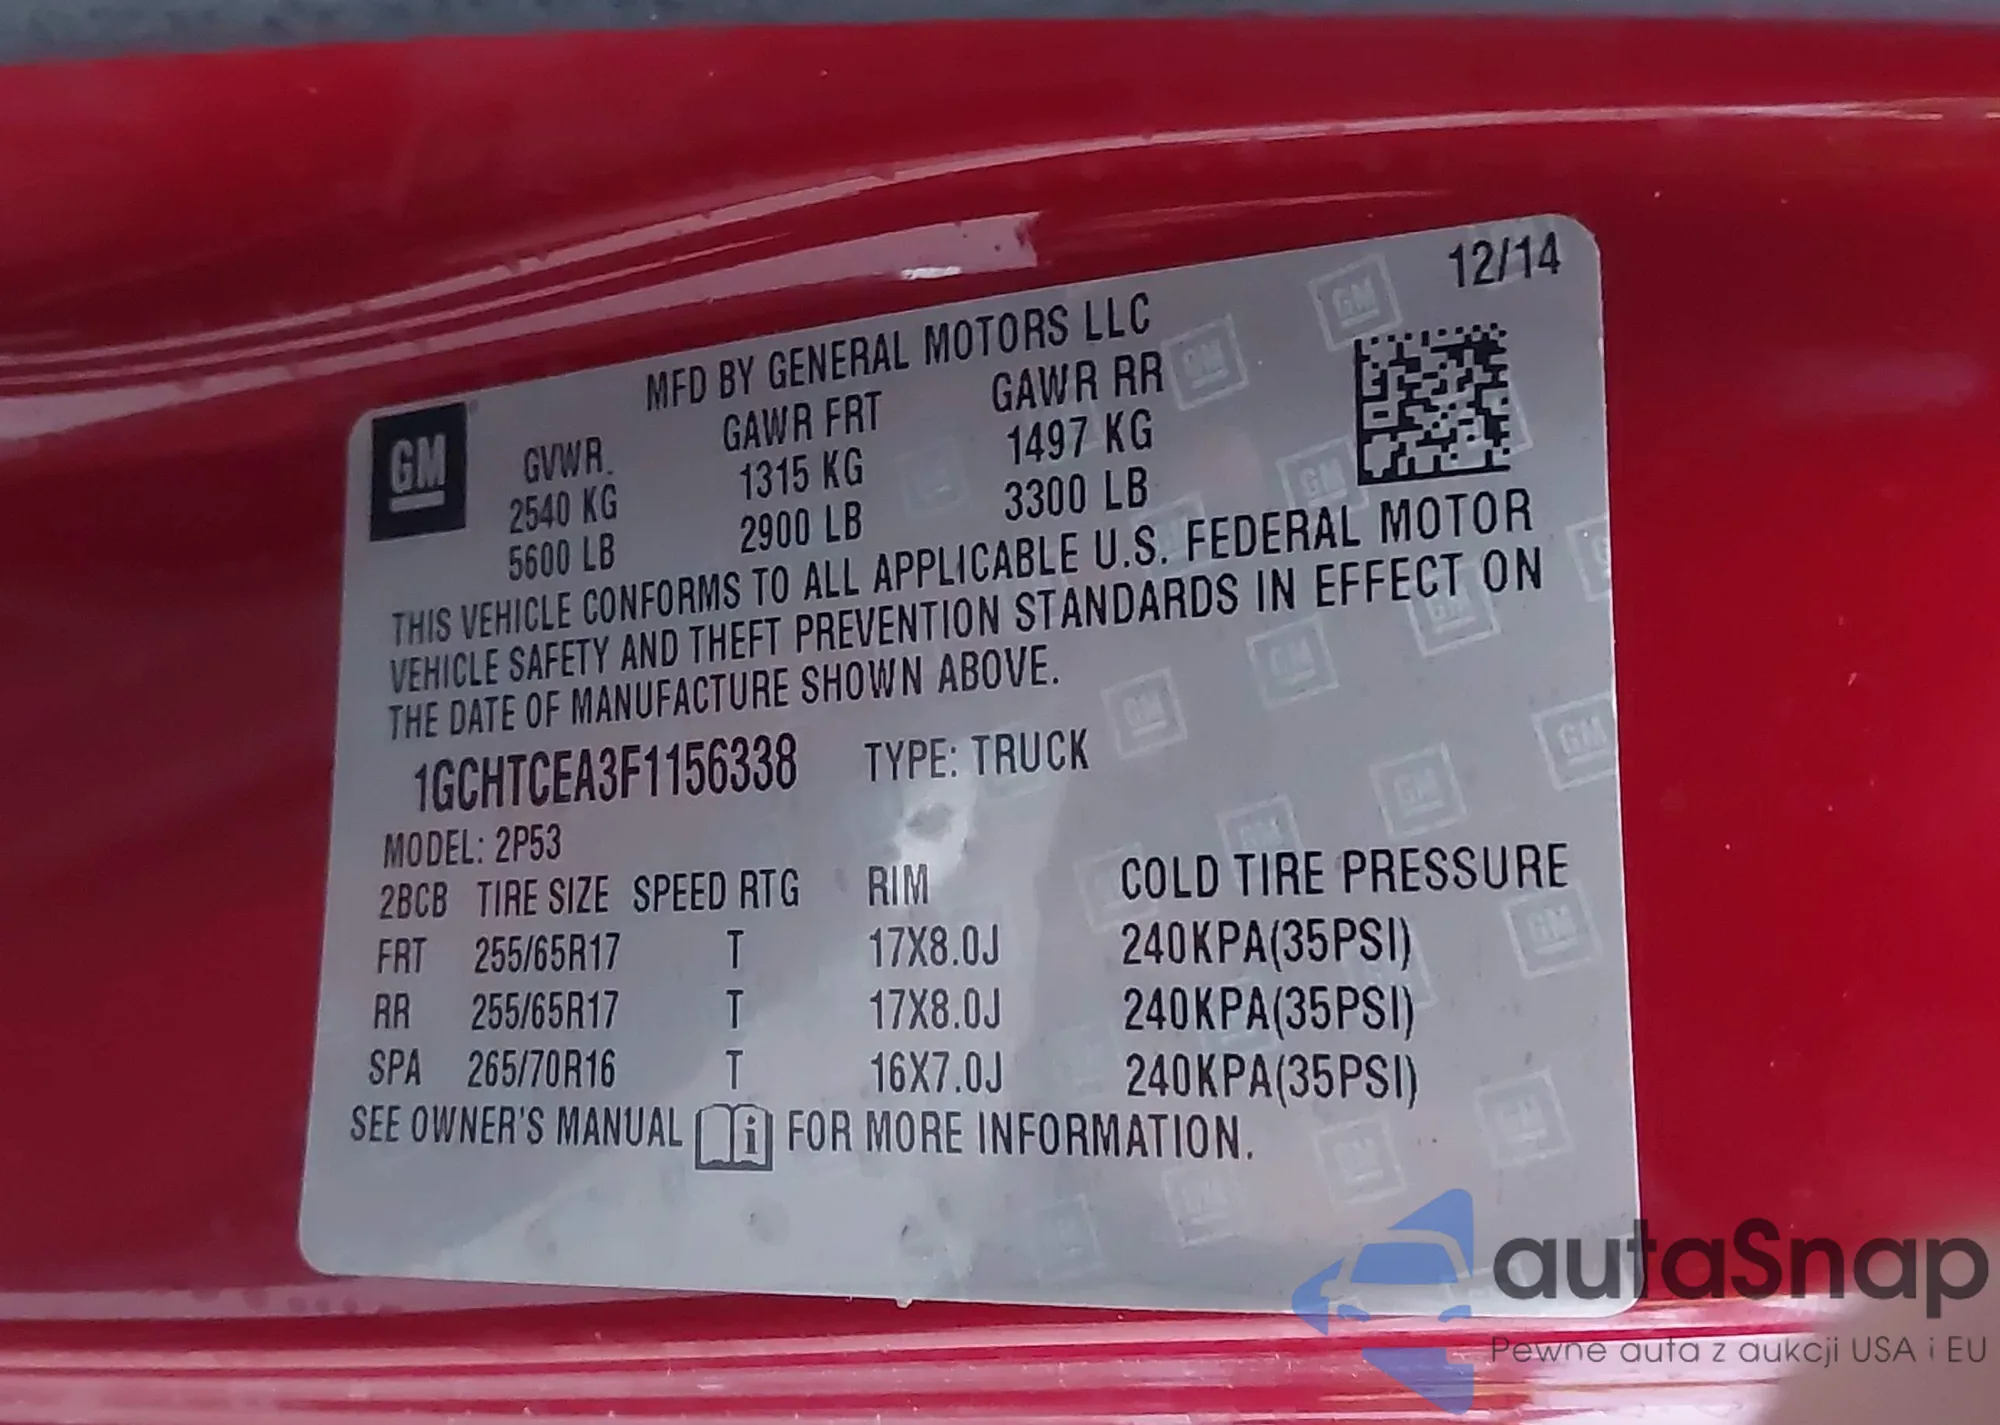 12/14
MFD BY GENERAL MOTORS LLC
GM GVWR GAWR FRT GAWR RR
2540 KG 1315 KG 1497 KG
5600 LB 2900 LB 3300 LB
THIS VEHICLE CONFORMS TO ALL APPLICABLE U.S. FEDERAL MOTOR
VEHICLE SAFETY AND THEFT PREVENTION STANDARDS IN EFFECT ON
THE DATE OF MANUFACTURE SHOWN ABOVE.
1GCHTCEA3F1156338 TYPE: TRUCK
MODEL: 2P53
2BCB TIRE SIZE SPEED RTG RIM COLD TIRE PRESSURE
FRT 255/65R17 T 17X8.0J 240KPA(35PSI)
RR 255/65R17 T 17X8.0J 240KPA(35PSI)
SPA 265/70R16 T 16X7.0J 240KPA(35PSI)
SEE OWNER'S MANUAL i FOR MORE INFORMATION.
autaSnap
Pewne auta z aukcji USA i EU